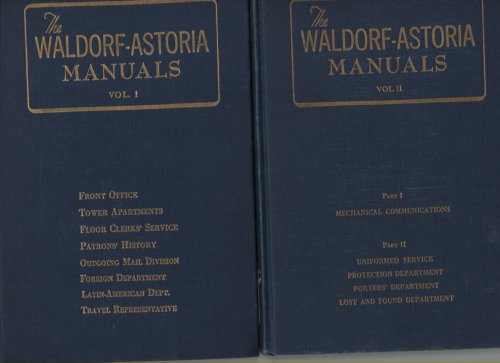 The
WALDORF-ASTORIA
MANUALS
VOL. I
FRONT OFFICE
TOWER APARTMENTS
FLOOR CLERKS' SERVICE
PATRONS' HISTORY
OUTGOING MAIL DIVISION
FOREIGN DEPARTMENT
LATIN-AMERICAN DEPT.
TRAVEL REPRESENTATIVE
The
WALDORF-ASTORIA
MANUALS
VOL. II
PART I
MECHANICAL COMMUNICATIONS
PART II
UNIFORMED SERVICE
PROTECTION DEPARTMENT
PORTERS' DEPARTMENT
LOST AND FOUND DEPARTMENT